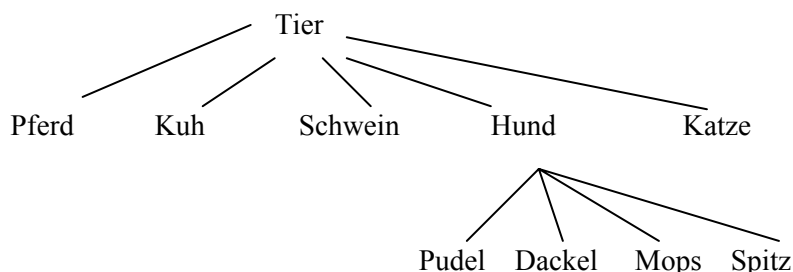 Tier
Pferd Kuh Schwein Hund Katze
Pudel Dackel Mops Spitz